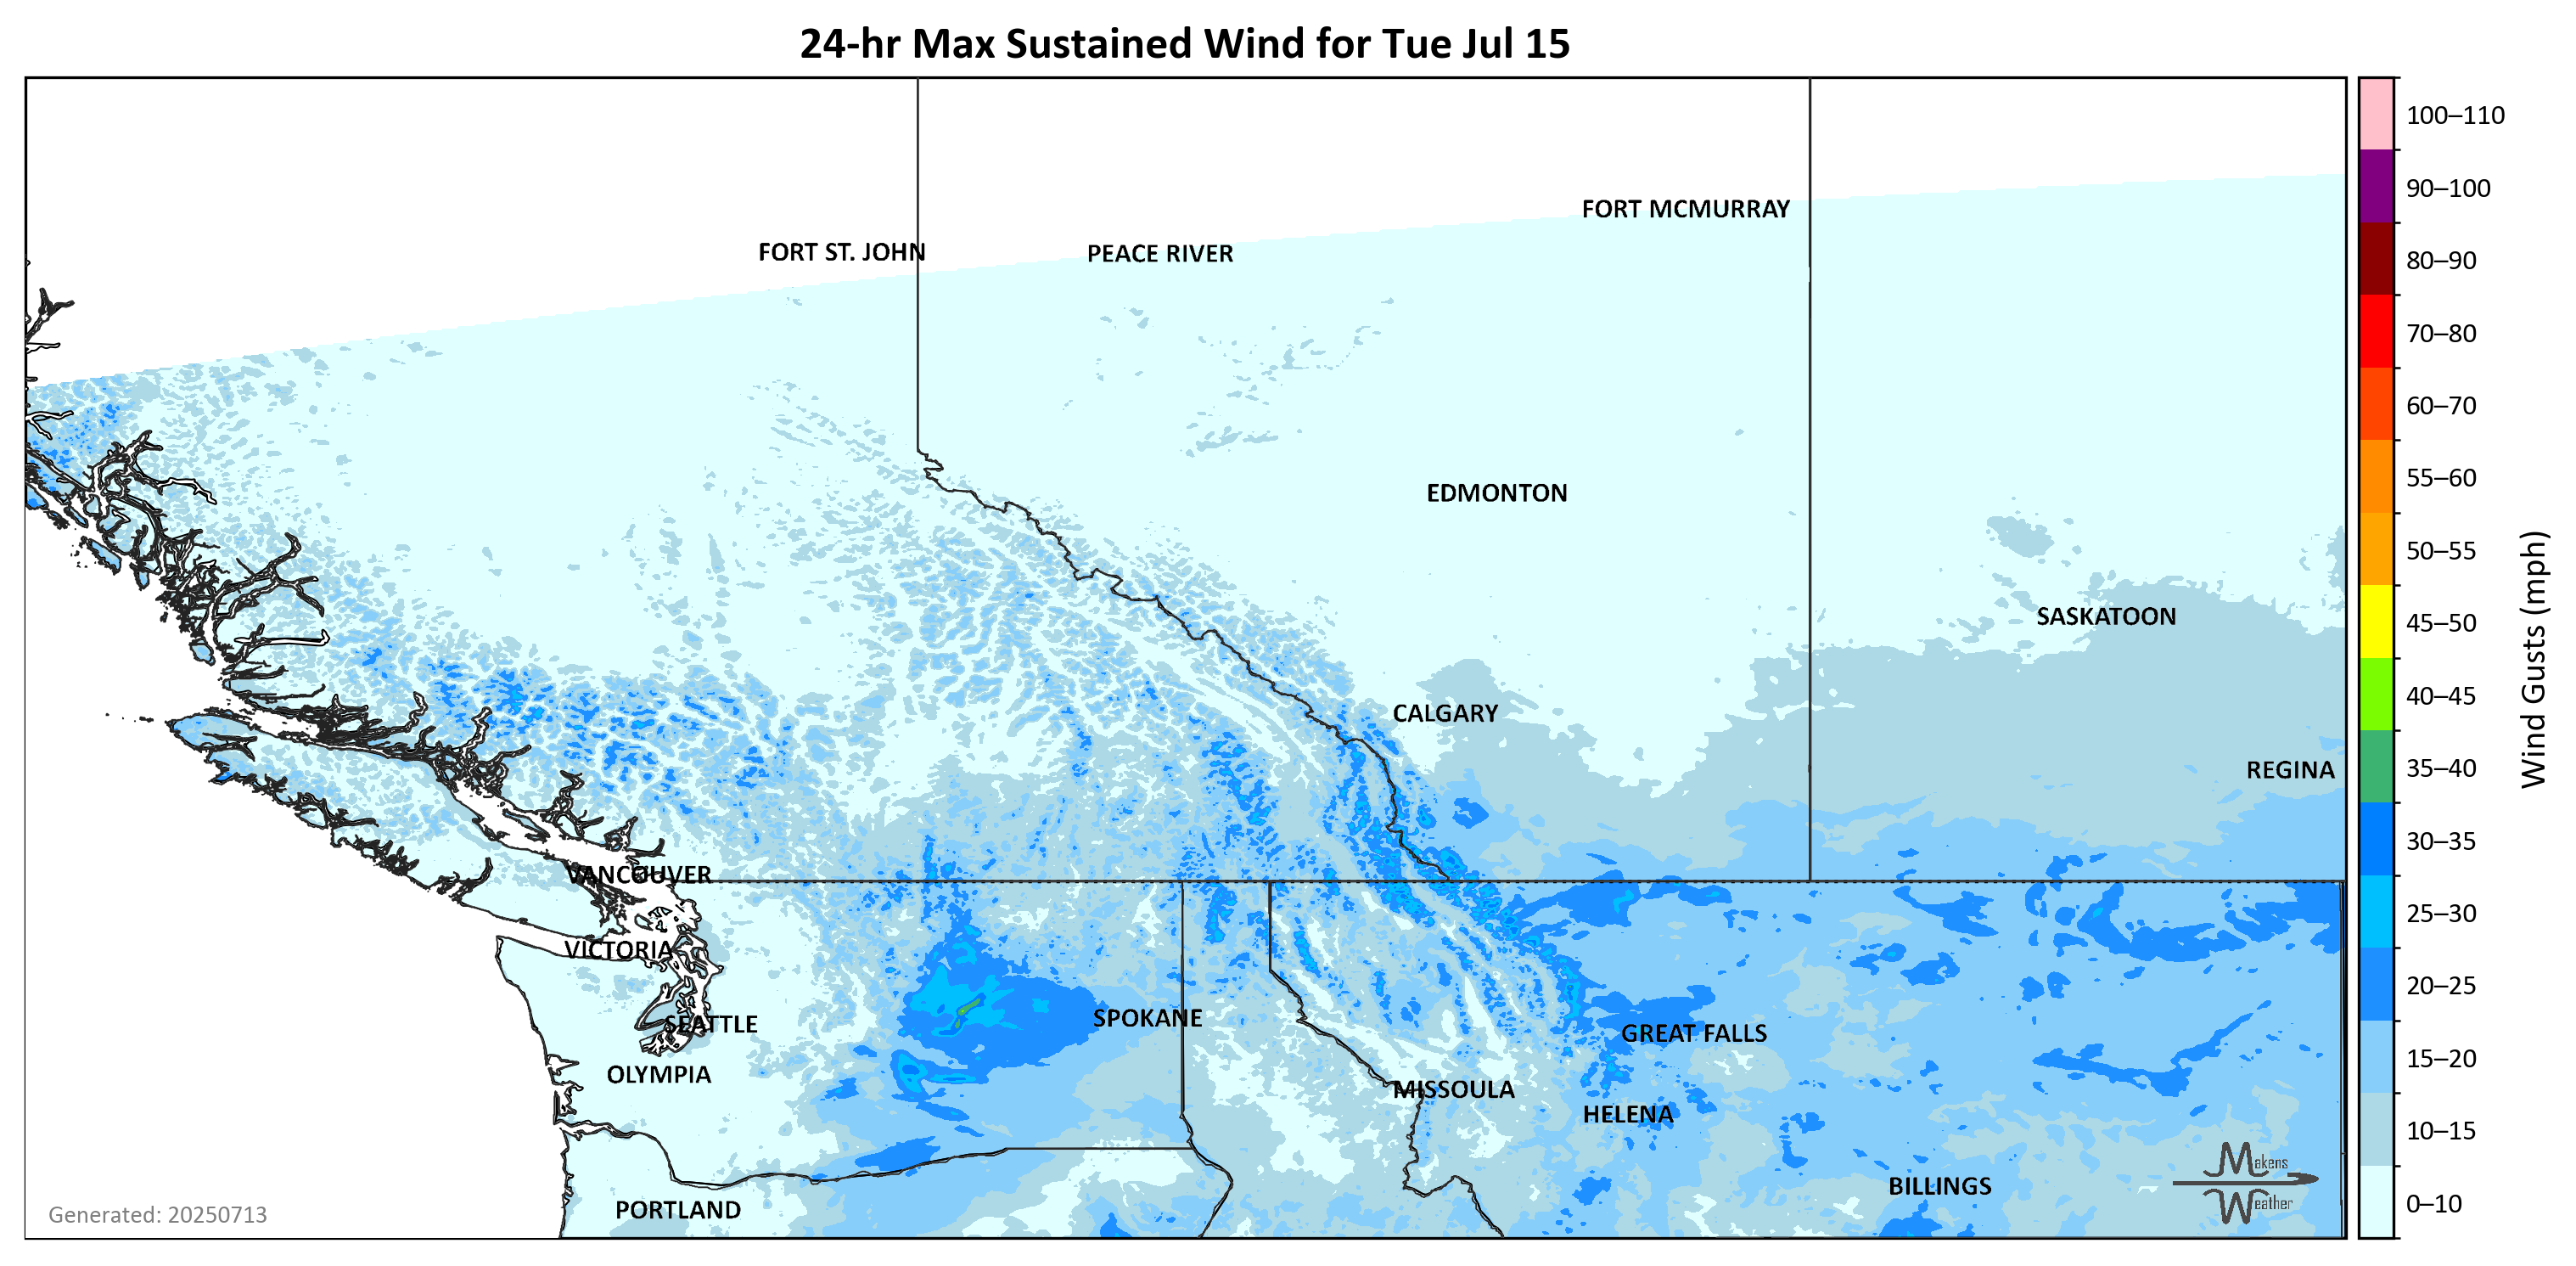 24-hr Max Sustained Wind for Tue Jul 15
100–110
90–100
80–90
70–80
60–70
55–60
50–55
45–50
40–45
35–40
30–35
25–30
20–25
15–20
10–15
0–10
Wind Gusts (mph)
FORT MCMURRAY
FORT ST. JOHN
PEACE RIVER
EDMONTON
SASKATOON
CALGARY
REGINA
VANCOUVER
VICTORIA
SEATTLE
SPOKANE
GREAT FALLS
OLYMPIA
MISSOULA
HELENA
BILLINGS
PORTLAND
Makens
Weather
Generated: 20250713